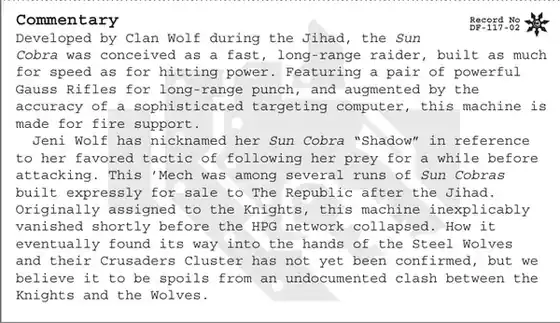 Commentary
Record No
DF-117-02
Developed by Clan Wolf during the Jihad, the Sun
Cobra was conceived as a fast, long-range raider, built as much
for speed as for hitting power. Featuring a pair of powerful
Gauss Rifles for long-range punch, and augmented by the
accuracy of a sophisticated targeting computer, this machine is
made for fire support.
Jeni Wolf has nicknamed her Sun Cobra “Shadow” in reference
to her favored tactic of following her prey for a while before
attacking. This ’Mech was among several runs of Sun Cobras
built expressly for sale to The Republic after the Jihad.
Originally assigned to the Knights, this machine inexplicably
vanished shortly before the HPG network collapsed. How it
eventually found its way into the hands of the Steel Wolves
and their Crusaders Cluster has not yet been confirmed, but we
believe it to be spoils from an undocumented clash between the
Knights and the Wolves.